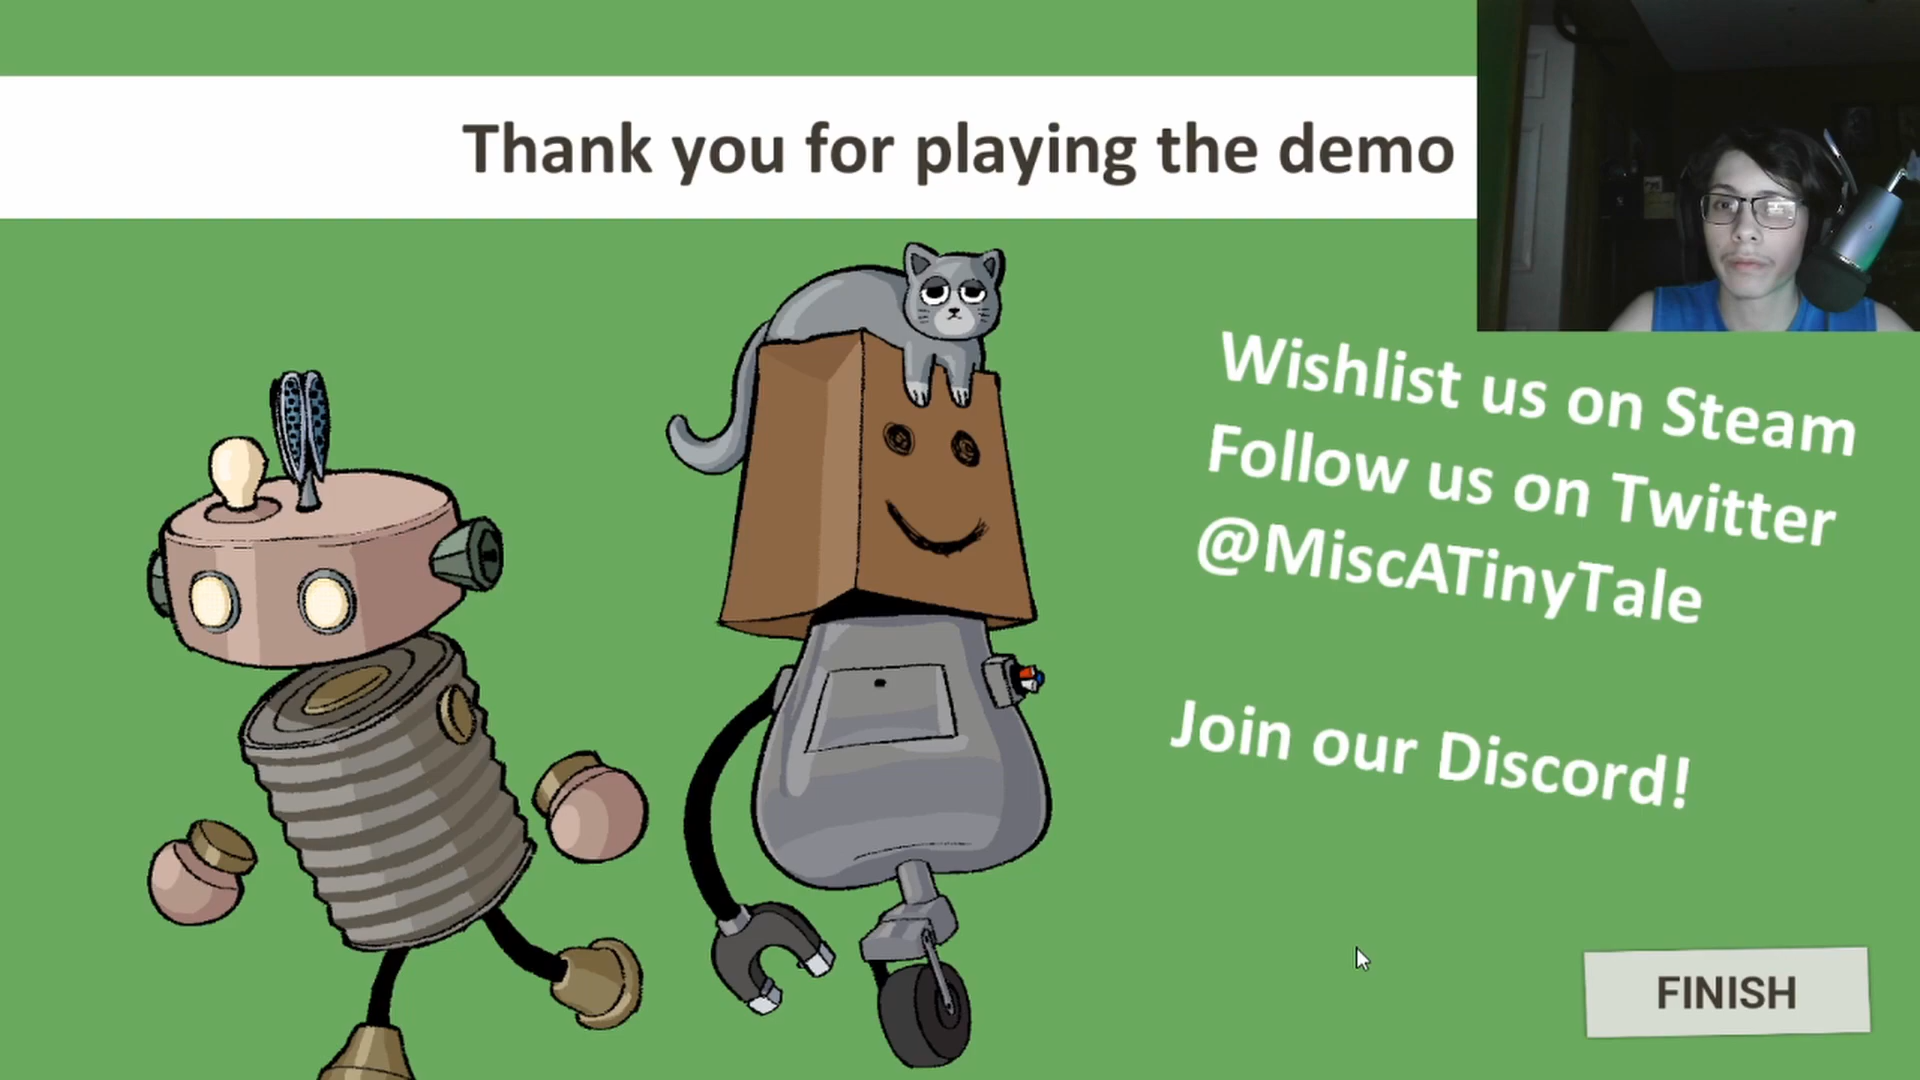 Thank you for playing the demo
Wishlist us on Steam
Follow us on Twitter
@MiscATinyTale
Join our Discord!
FINISH